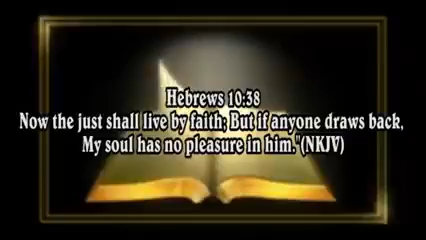 Hebrews 10:38
Now the just shall live by faith; But if anyone draws back,
My soul has no pleasure in him."(NKJV)